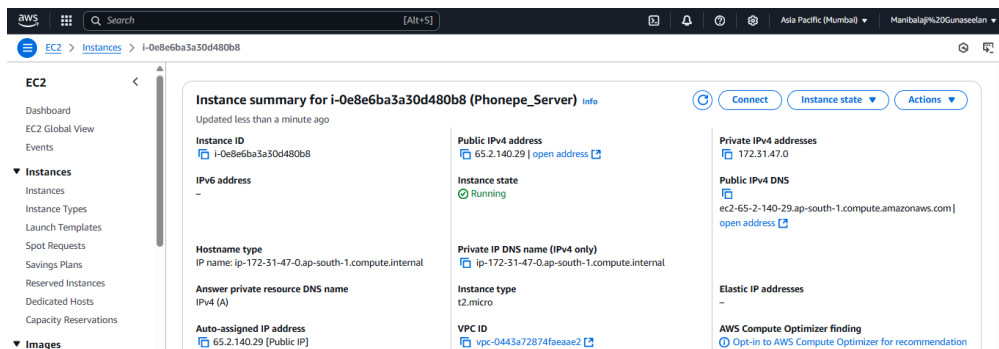 aws
Search
[Alt+S]
Asia Pacific (Mumbai)
Manibalaji%20Gunaseelan
EC2 > Instances > i-0e8e6ba3a30d480b8
EC2
Dashboard
EC2 Global View
Events
Instances
Instances
Instance Types
Launch Templates
Spot Requests
Savings Plans
Reserved Instances
Dedicated Hosts
Capacity Reservations
Images
Instance summary for i-0e8e6ba3a30d480b8 (Phonepe_Server) Info
Connect
Instance state
Actions
Updated less than a minute ago
Instance ID
i-0e8e6ba3a30d480b8
Public IPv4 address
65.2.140.29 | open address
Private IPv4 addresses
172.31.47.0
IPv6 address
–
Instance state
Running
Public IPv4 DNS
ec2-65-2-140-29.ap-south-1.compute.amazonaws.com |
open address
Hostname type
IP name: ip-172-31-47-0.ap-south-1.compute.internal
Private IP DNS name (IPv4 only)
ip-172-31-47-0.ap-south-1.compute.internal
Answer private resource DNS name
IPv4 (A)
Instance type
t2.micro
Elastic IP addresses
–
Auto-assigned IP address
65.2.140.29 [Public IP]
VPC ID
vpc-0443a72874faeaae2
AWS Compute Optimizer finding
Opt-in to AWS Compute Optimizer for recommendation